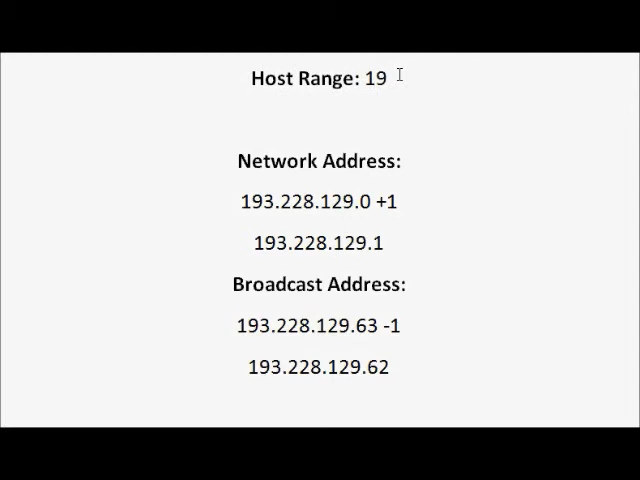 Host Range: 19
Network Address:
193.228.129.0 +1
193.228.129.1
Broadcast Address:
193.228.129.63 -1
193.228.129.62